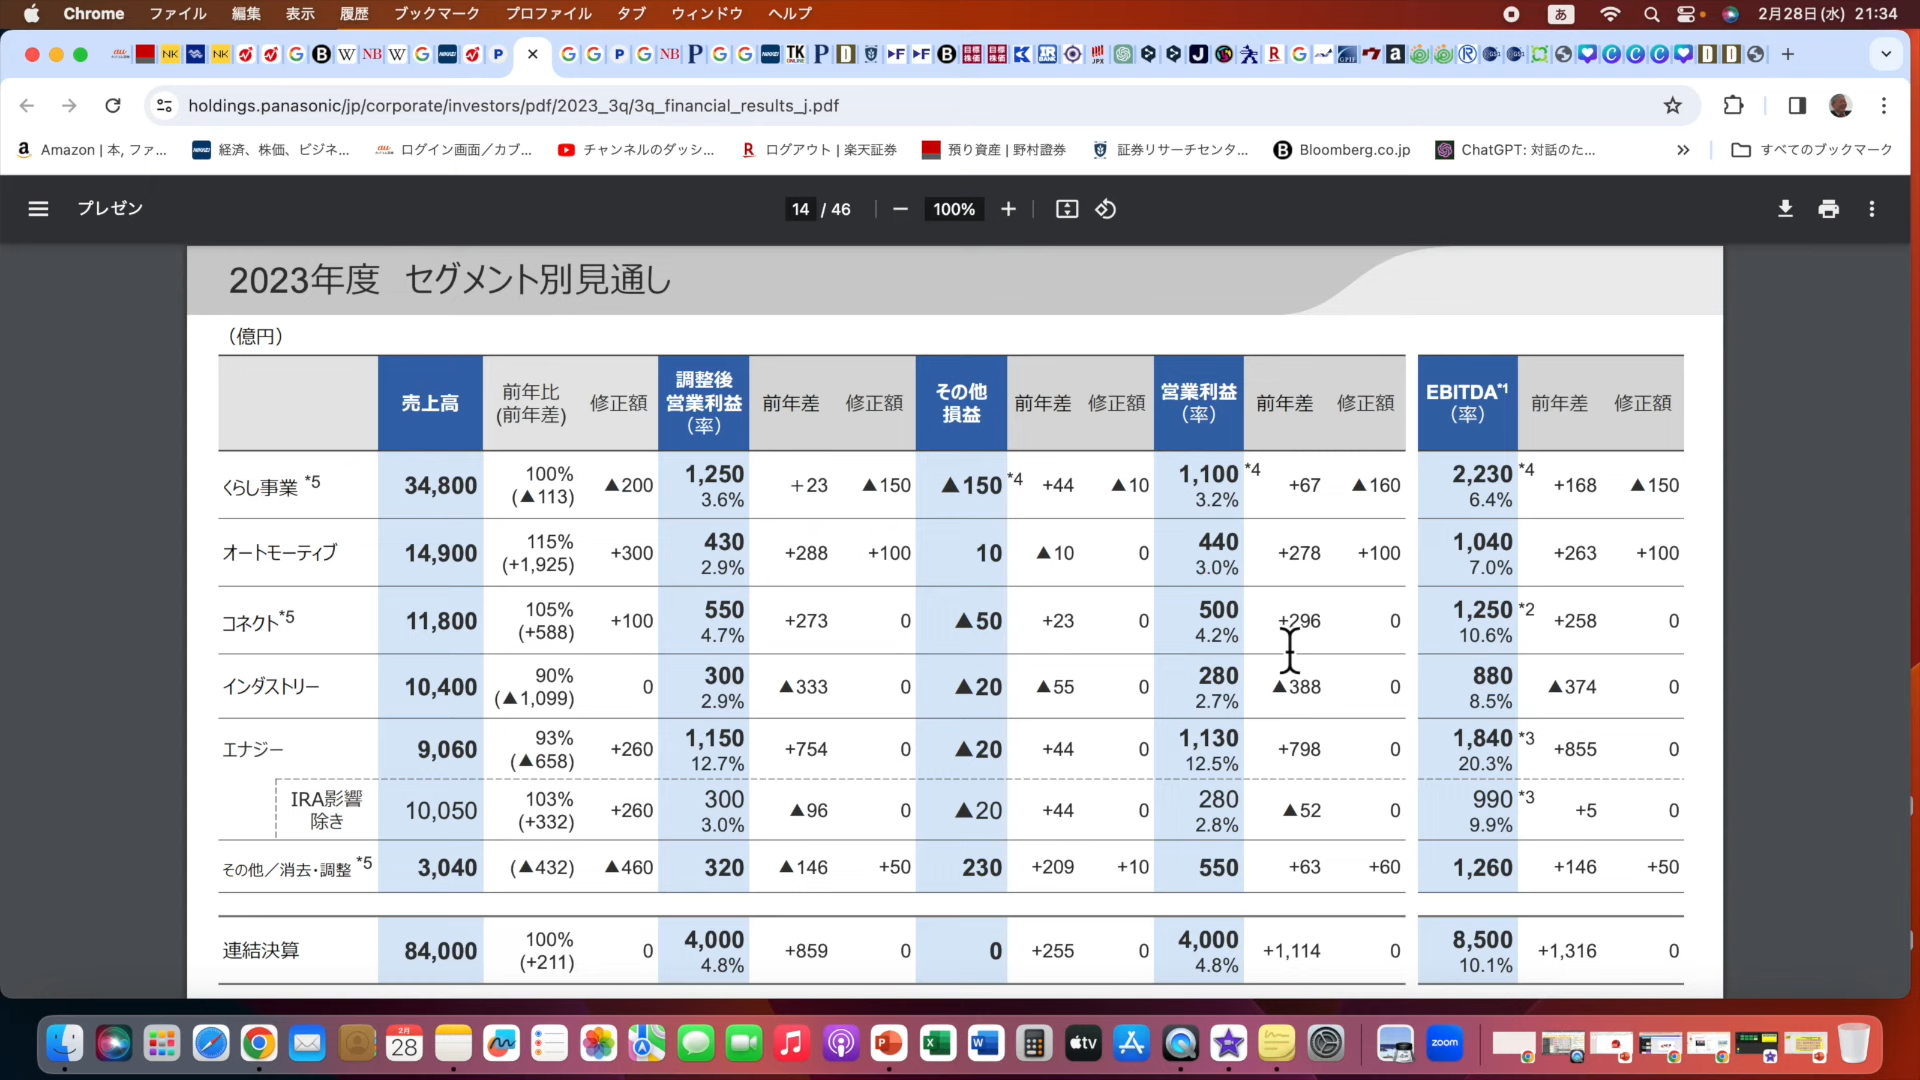 Chrome ファイル 編集 表示 履歴 ブックマーク プロファイル タブ ウィンドウ ヘルプ あ 2月28日(水) 21:34
holdings.panasonic/jp/corporate/investors/pdf/2023_3q/3q_financial_results_j.pdf
Amazon | 本, ファ... 経済、株価、ビジネ... ログイン画面／カブ... チャンネルのダッシ... ログアウト | 楽天証券 預り資産 | 野村證券 証券リサーチセンタ... Bloomberg.co.jp ChatGPT: 対話のた... すべてのブックマーク
プレゼン 14 / 46 100%
2023年度 セグメント別見通し
(億円)
売上高 前年比 (前年差) 修正額 調整後 営業利益 (率) 前年差 修正額 その他 損益 前年差 修正額 営業利益 (率) 前年差 修正額 EBITDA*1 (率) 前年差 修正額
くらし事業 *5 34,800 100% (▲113) ▲200 1,250 3.6% +23 ▲150 ▲150 *4 +44 ▲10 1,100 *4 3.2% +67 ▲160 2,230 *4 6.4% +168 ▲150
オートモーティブ 14,900 115% (+1,925) +300 430 2.9% +288 +100 10 ▲10 0 440 3.0% +278 +100 1,040 7.0% +263 +100
コネクト*5 11,800 105% (+588) +100 550 4.7% +273 0 ▲50 +23 0 500 4.2% +296 0 1,250 *2 10.6% +258 0
インダストリー 10,400 90% (▲1,099) 0 300 2.9% ▲333 0 ▲20 ▲55 0 280 2.7% ▲388 0 880 8.5% ▲374 0
エナジー 9,060 93% (▲658) +260 1,150 12.7% +754 0 ▲20 +44 0 1,130 12.5% +798 0 1,840 *3 20.3% +855 0
IRA影響 除き 10,050 103% (+332) +260 300 3.0% ▲96 0 ▲20 +44 0 280 2.8% ▲52 0 990 *3 9.9% +5 0
その他／消去・調整 *5 3,040 (▲432) ▲460 320 ▲146 +50 230 +209 +10 550 +63 +60 1,260 +146 +50
連結決算 84,000 100% (+211) 0 4,000 4.8% +859 0 0 +255 0 4,000 4.8% +1,114 0 8,500 10.1% +1,316 0
2月 28 tv zoom